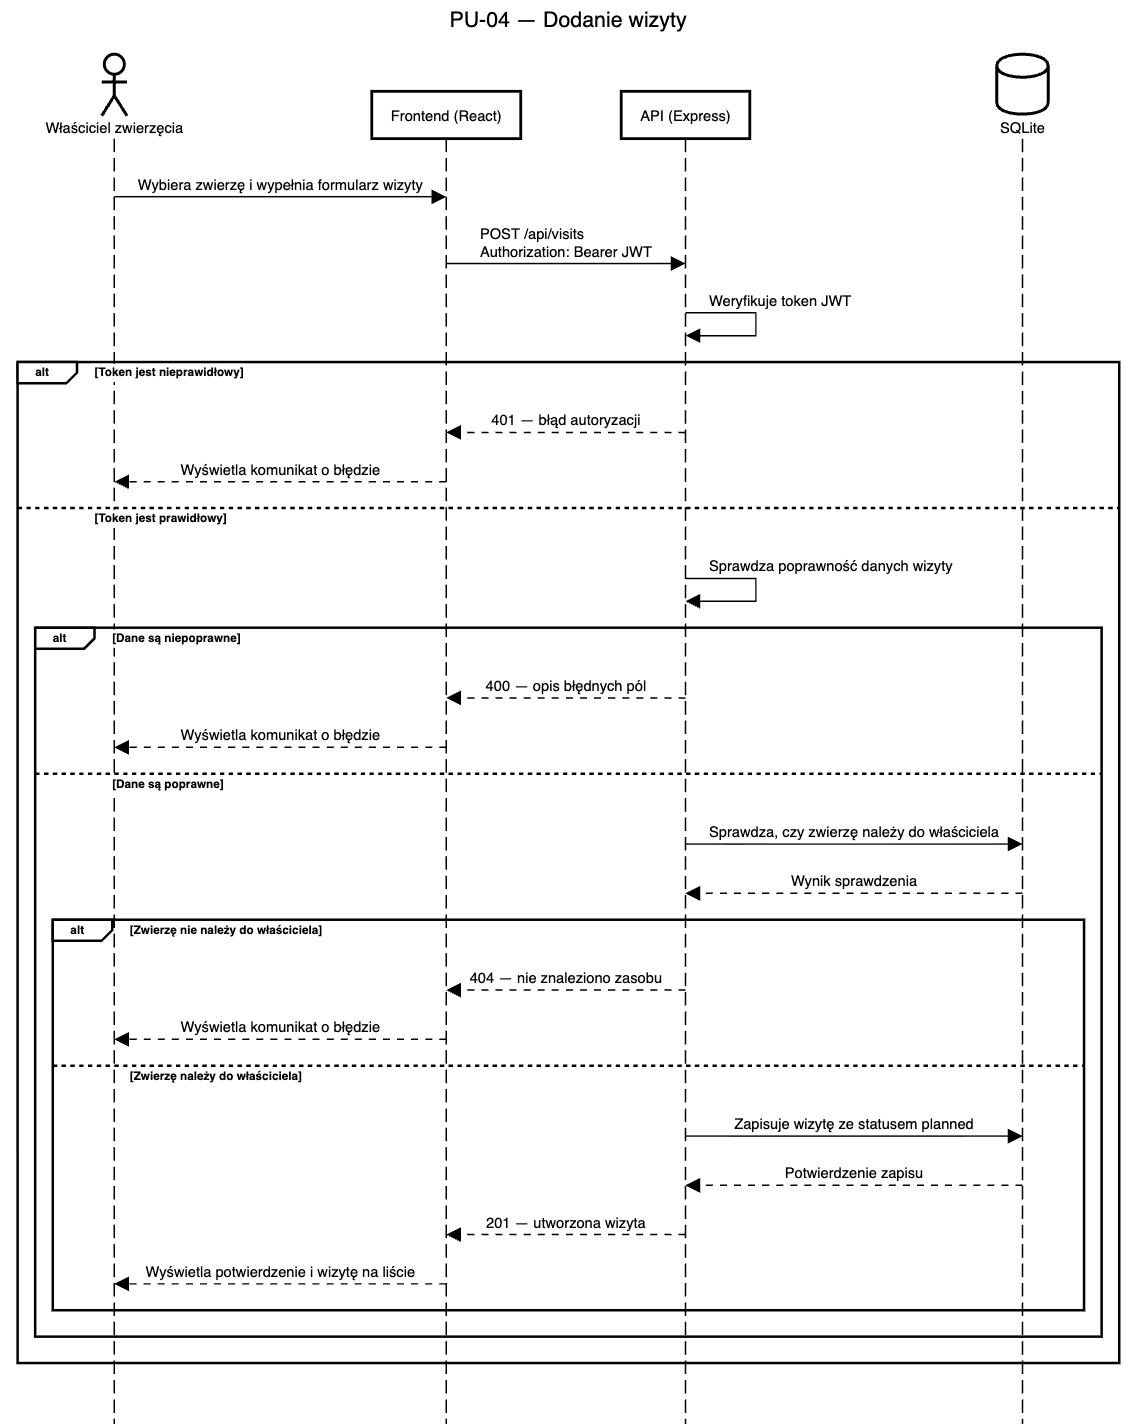 PU-04 — Dodanie wizyty
Właściciel zwierzęcia
Frontend (React)
API (Express)
SQLite
Wybiera zwierzę i wypełnia formularz wizyty
POST /api/visits
Authorization: Bearer JWT
Weryfikuje token JWT
alt
[Token jest nieprawidłowy]
401 — błąd autoryzacji
Wyświetla komunikat o błędzie
[Token jest prawidłowy]
Sprawdza poprawność danych wizyty
alt
[Dane są niepoprawne]
400 — opis błędnych pól
Wyświetla komunikat o błędzie
[Dane są poprawne]
Sprawdza, czy zwierzę należy do właściciela
Wynik sprawdzenia
alt
[Zwierzę nie należy do właściciela]
404 — nie znaleziono zasobu
Wyświetla komunikat o błędzie
[Zwierzę należy do właściciela]
Zapisuje wizytę ze statusem planned
Potwierdzenie zapisu
201 — utworzona wizyta
Wyświetla potwierdzenie i wizytę na liście